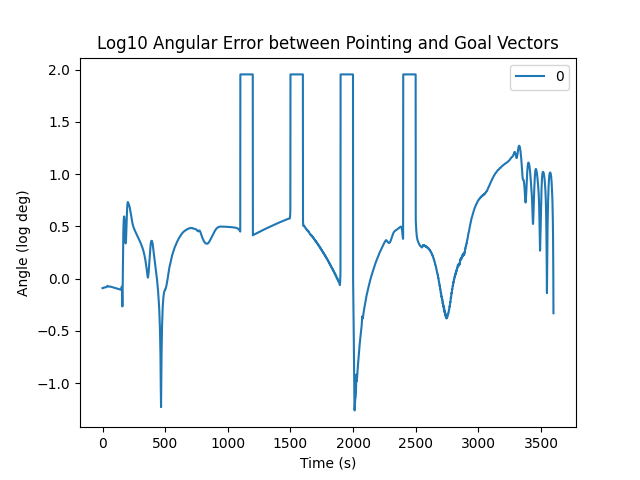 Log10 Angular Error between Pointing and Goal Vectors
0
2.0
1.5
1.0
0.5
0.0
−0.5
−1.0
Angle (log deg)
0 500 1000 1500 2000 2500 3000 3500
Time (s)